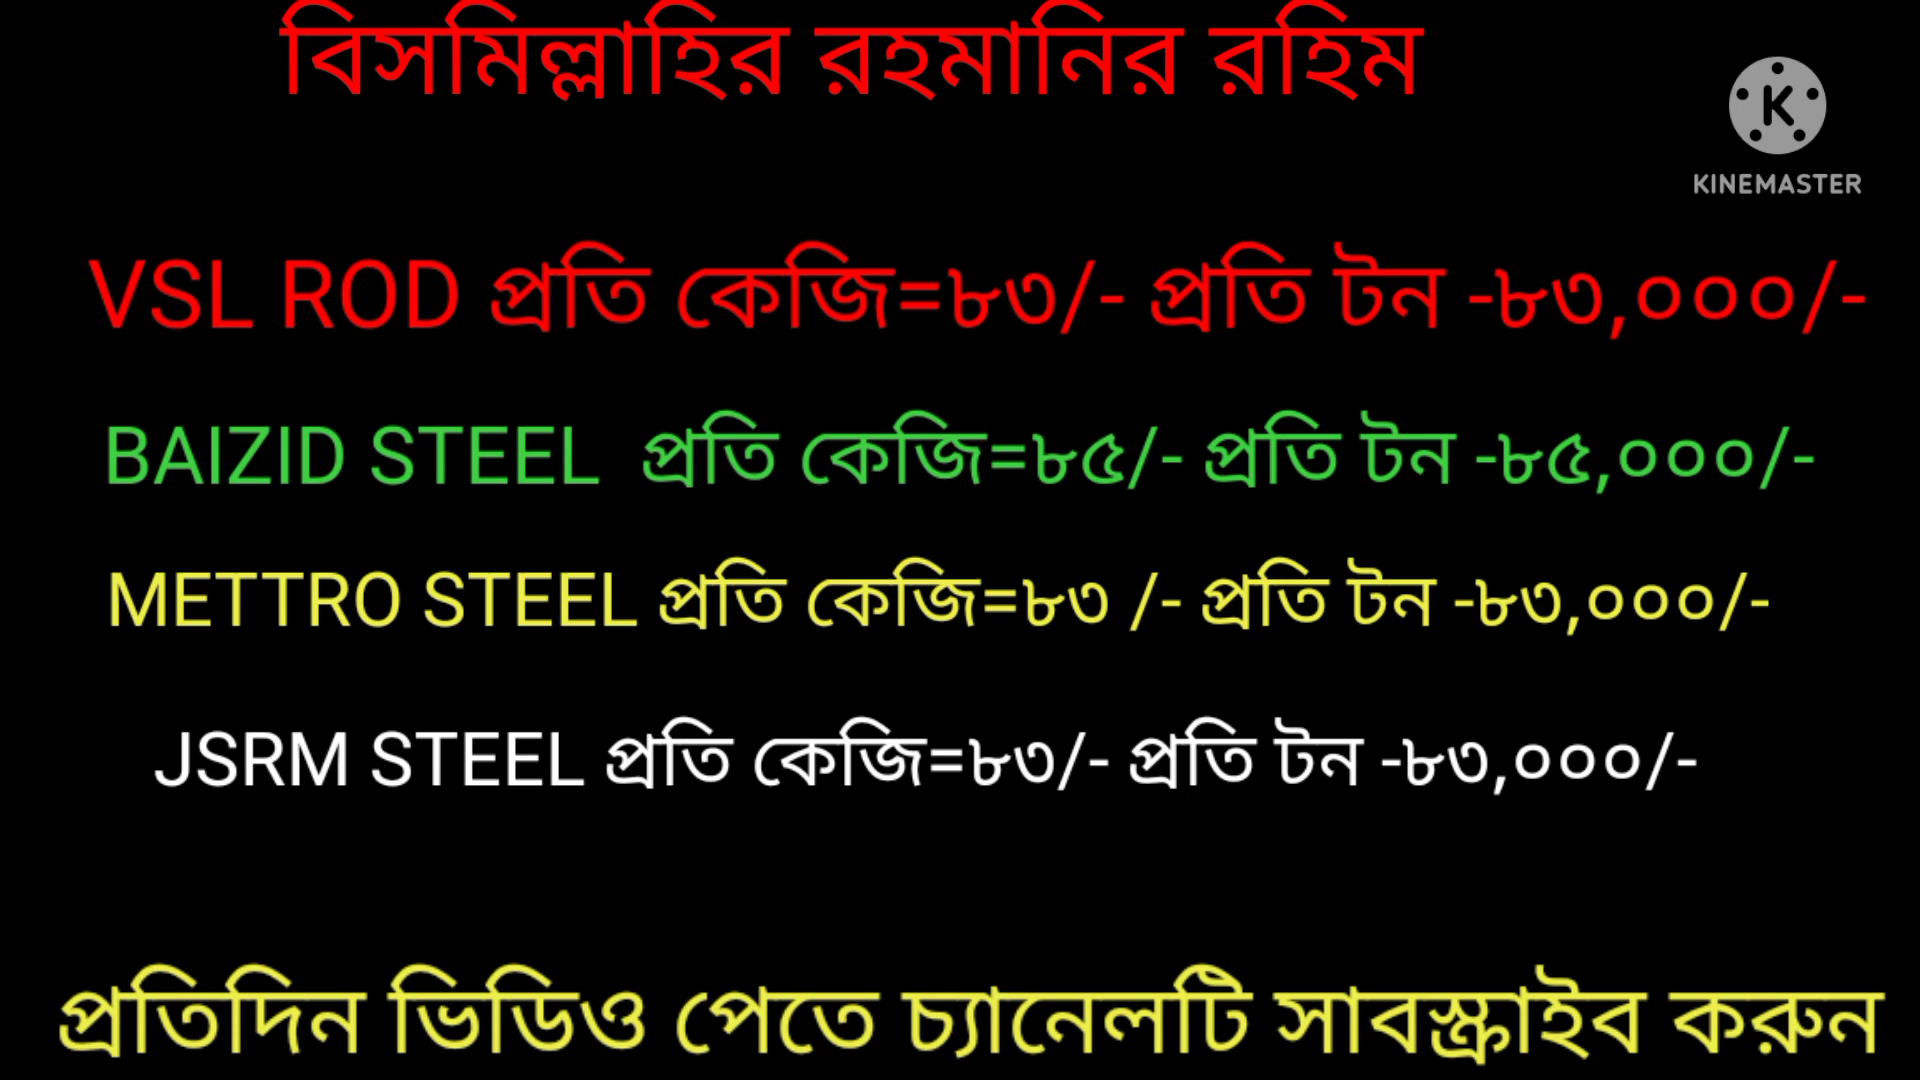 বিসমিল্লাহির রহমানির রহিম
K
KINEMASTER
VSL ROD প্রতি কেজি=৮৩/- প্রতি টন -৮৩,০০০/-
BAIZID STEEL প্রতি কেজি=৮৫/- প্রতি টন -৮৫,০০০/-
METTRO STEEL প্রতি কেজি=৮৩ /- প্রতি টন -৮৩,০০০/-
JSRM STEEL প্রতি কেজি=৮৩/- প্রতি টন -৮৩,০০০/-
প্রতিদিন ভিডিও পেতে চ্যানেলটি সাবস্ক্রাইব করুন